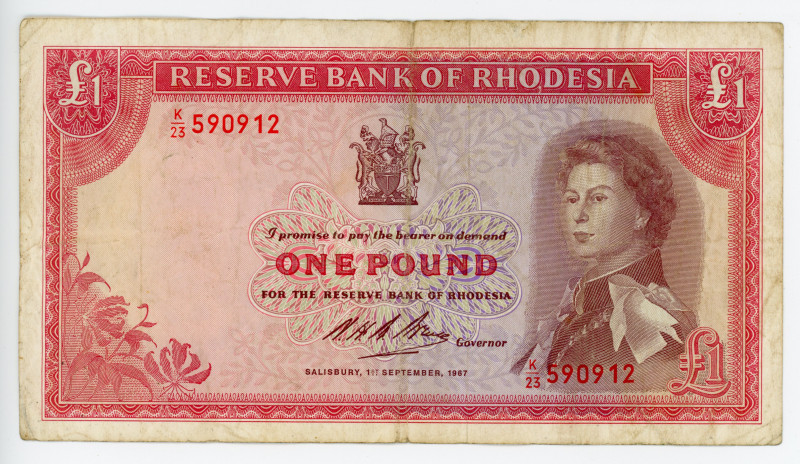 £1 RESERVE BANK OF RHODESIA £1
K/23 590912
I promise to pay the bearer on demand
ONE POUND
FOR THE RESERVE BANK OF RHODESIA
Governor
SALISBURY, 1ST SEPTEMBER, 1967
K/23 590912
£1